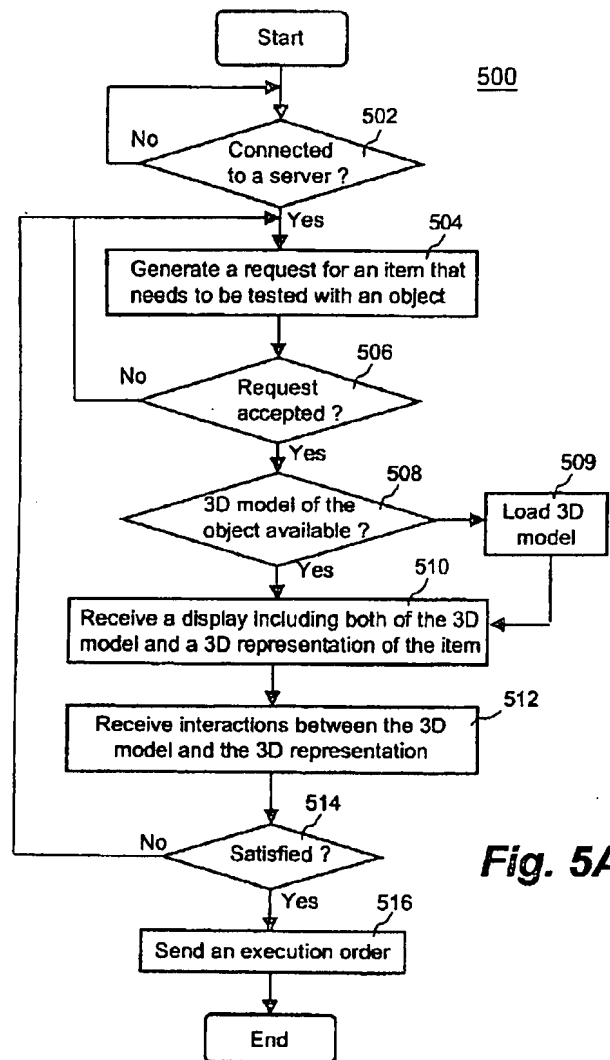 Start
500
502
No
Connected
to a server ?
Yes
504
Generate a request for an item that
needs to be tested with an object
506
No
Request
accepted ?
Yes
508
509
3D model of the
object available ?
Load 3D
model
Yes
510
Receive a display including both of the 3D
model and a 3D representation of the item
512
Receive interactions between the 3D
model and the 3D representation
514
No
Satisfied ?
Fig. 5A
Yes
516
Send an execution order
End